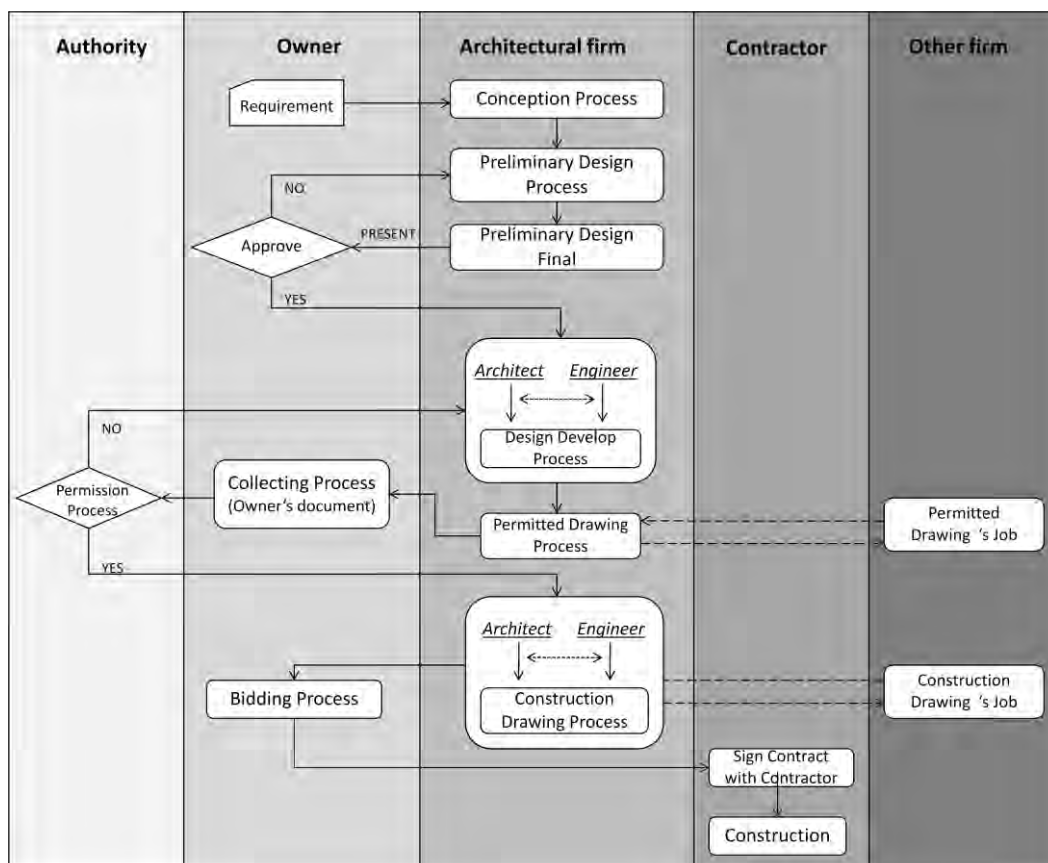 Authority
Owner
Architectural firm
Contractor
Other firm
Requirement
Conception Process
Preliminary Design
Process
NO
Approve
PRESENT
Preliminary Design
Final
YES
Architect
Engineer
NO
Design Develop
Process
Permission
Process
Collecting Process
(Owner's document)
Permitted Drawing
Process
Permitted
Drawing 's Job
YES
Architect
Engineer
Bidding Process
Construction
Drawing Process
Construction
Drawing 's Job
Sign Contract
with Contractor
Construction